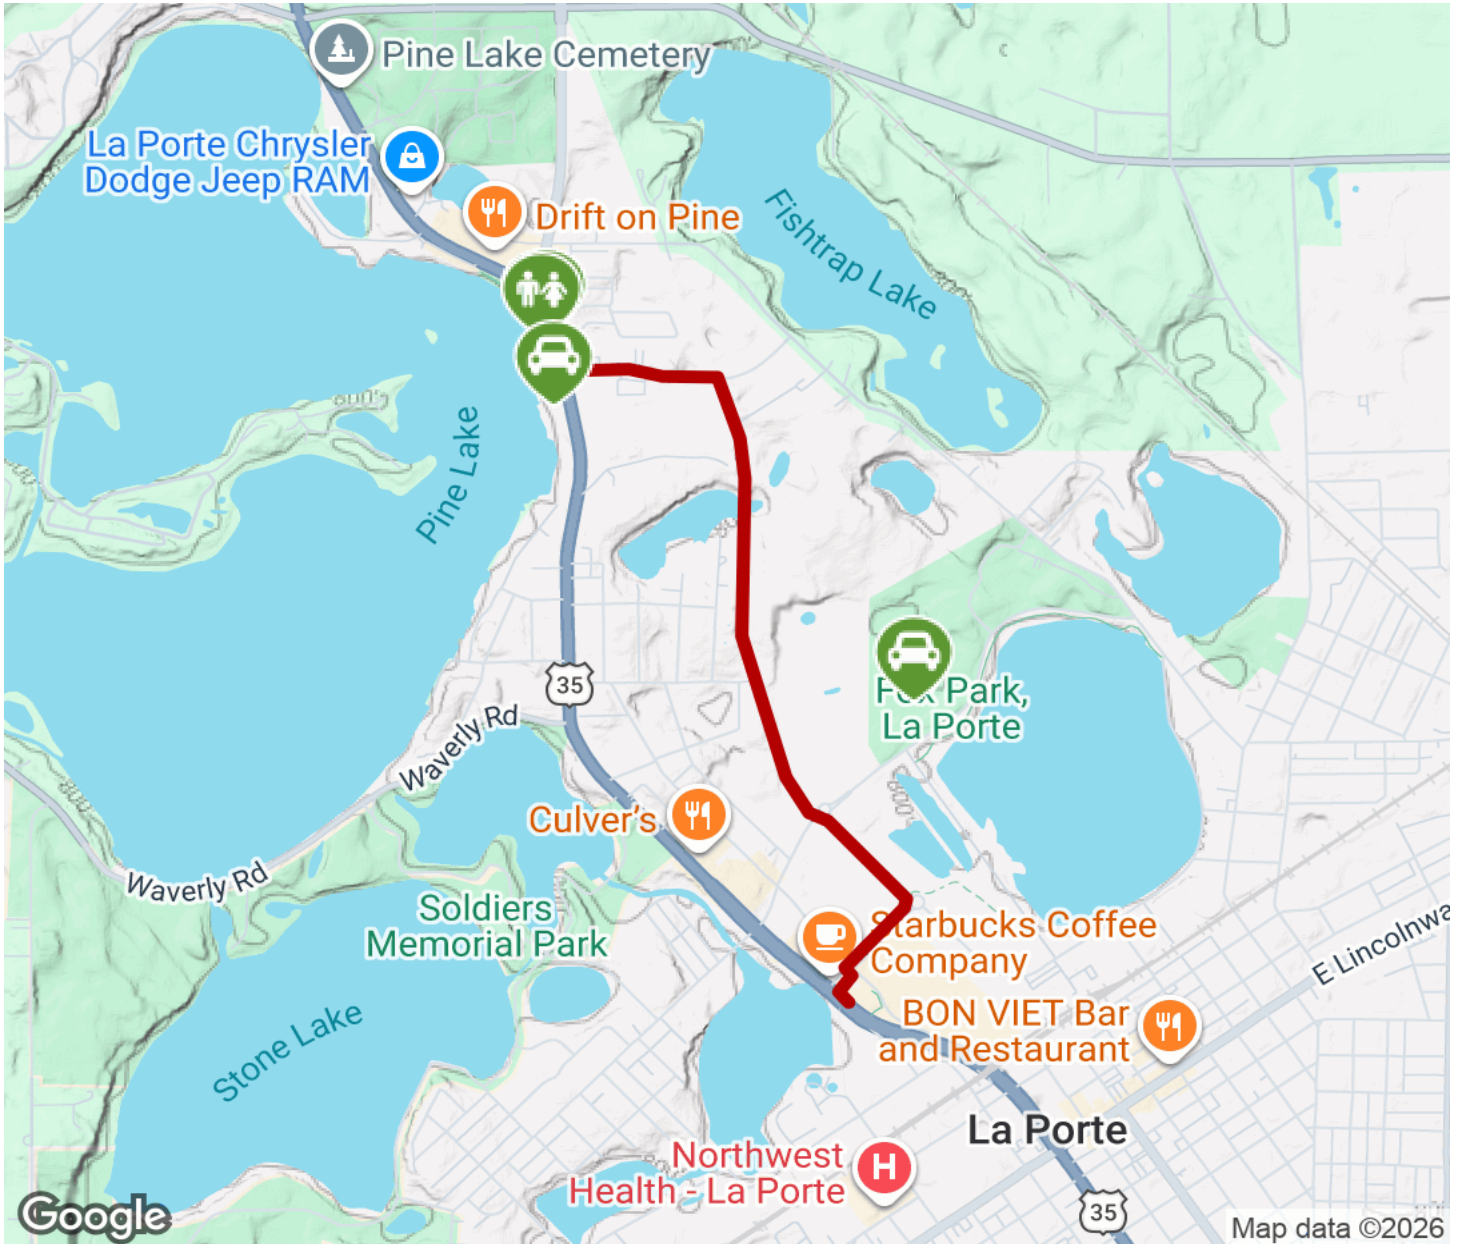 Pine Lake Cemetery
La Porte Chrysler
Dodge Jeep RAM
Drift on Pine
Fishtrap Lake
Pine Lake
35
Fox Park,
La Porte
Waverly Rd
Culver's
Waverly Rd
Soldiers
Memorial Park
Starbucks Coffee
Company
E Lincolnwa
BON VIET Bar
and Restaurant
Stone Lake
La Porte
Northwest
Health - La Porte
H
35
Google
Map data ©2026